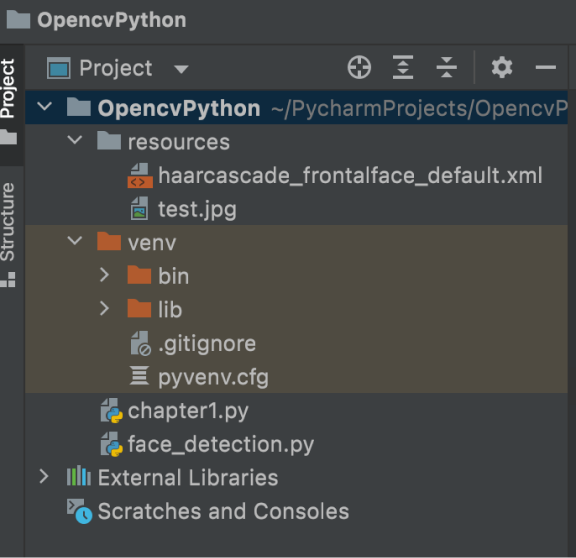 OpencvPython
Project
Project
Structure
OpencvPython ~/PycharmProjects/OpencvP
resources
haarcascade_frontalface_default.xml
test.jpg
venv
bin
lib
.gitignore
pyvenv.cfg
chapter1.py
face_detection.py
External Libraries
Scratches and Consoles